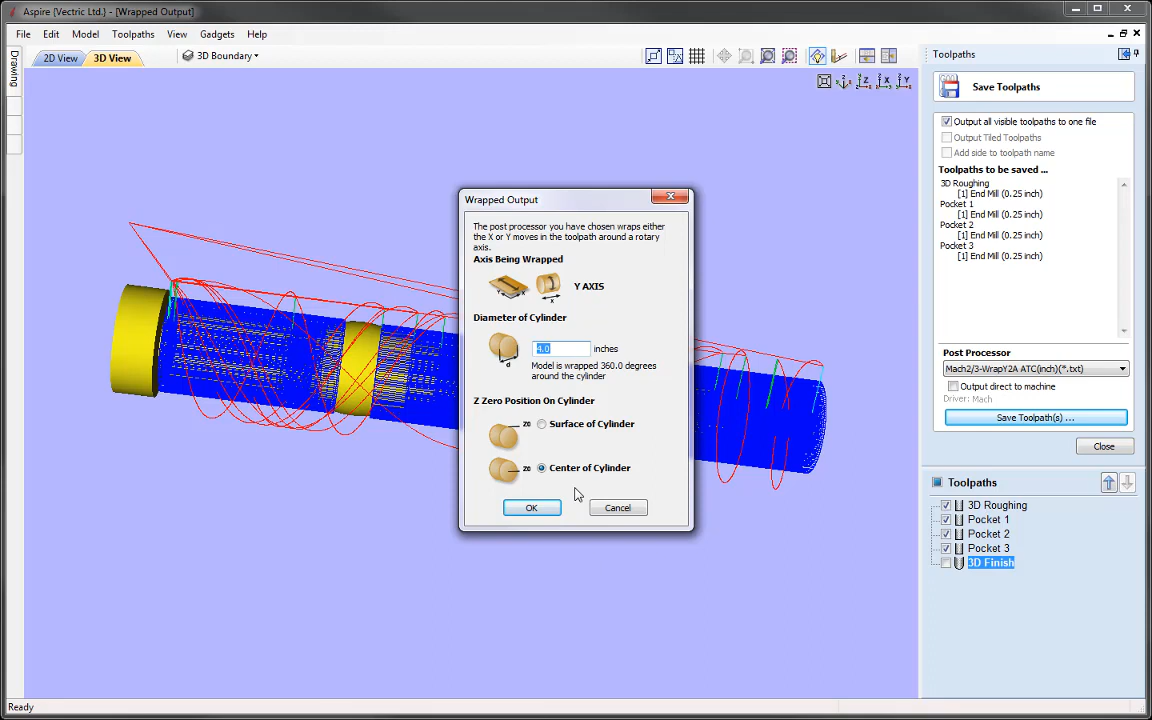 Aspire {Vectric Ltd.} - [Wrapped Output]
File Edit Model Toolpaths View Gadgets Help
Drawing
2D View 3D View 3D Boundary
Z X Y
Toolpaths
Save Toolpaths
Output all visible toolpaths to one file
Output Tiled Toolpaths
Add side to toolpath name
Toolpaths to be saved ...
3D Roughing
[1] End Mill (0.25 inch)
Pocket 1
[1] End Mill (0.25 inch)
Pocket 2
[1] End Mill (0.25 inch)
Pocket 3
[1] End Mill (0.25 inch)
Post Processor
Mach2/3-WrapY2A ATC(inch)(*.txt)
Output direct to machine
Driver: Mach
Save Toolpath(s) ...
Close
Toolpaths
3D Roughing
Pocket 1
Pocket 2
Pocket 3
3D Finish
Wrapped Output
The post processor you have chosen wraps either
the X or Y moves in the toolpath around a rotary
axis.
Axis Being Wrapped
Y X X Y AXIS
Diameter of Cylinder
d 4.0 inches
Model is wrapped 360.0 degrees
around the cylinder
Z Zero Position On Cylinder
Z0 Surface of Cylinder
Z0 Center of Cylinder
OK Cancel
Ready